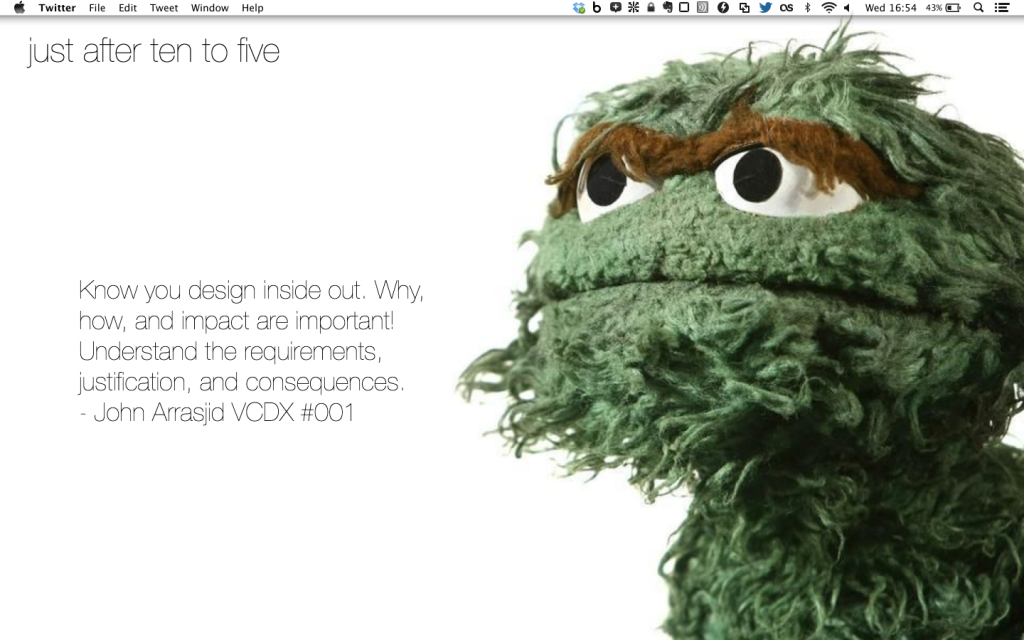 Twitter File Edit Tweet Window Help Wed 16:54 43%
just after ten to five
Know you design inside out. Why,
how, and impact are important!
Understand the requirements,
justification, and consequences.
- John Arrasjid VCDX #001